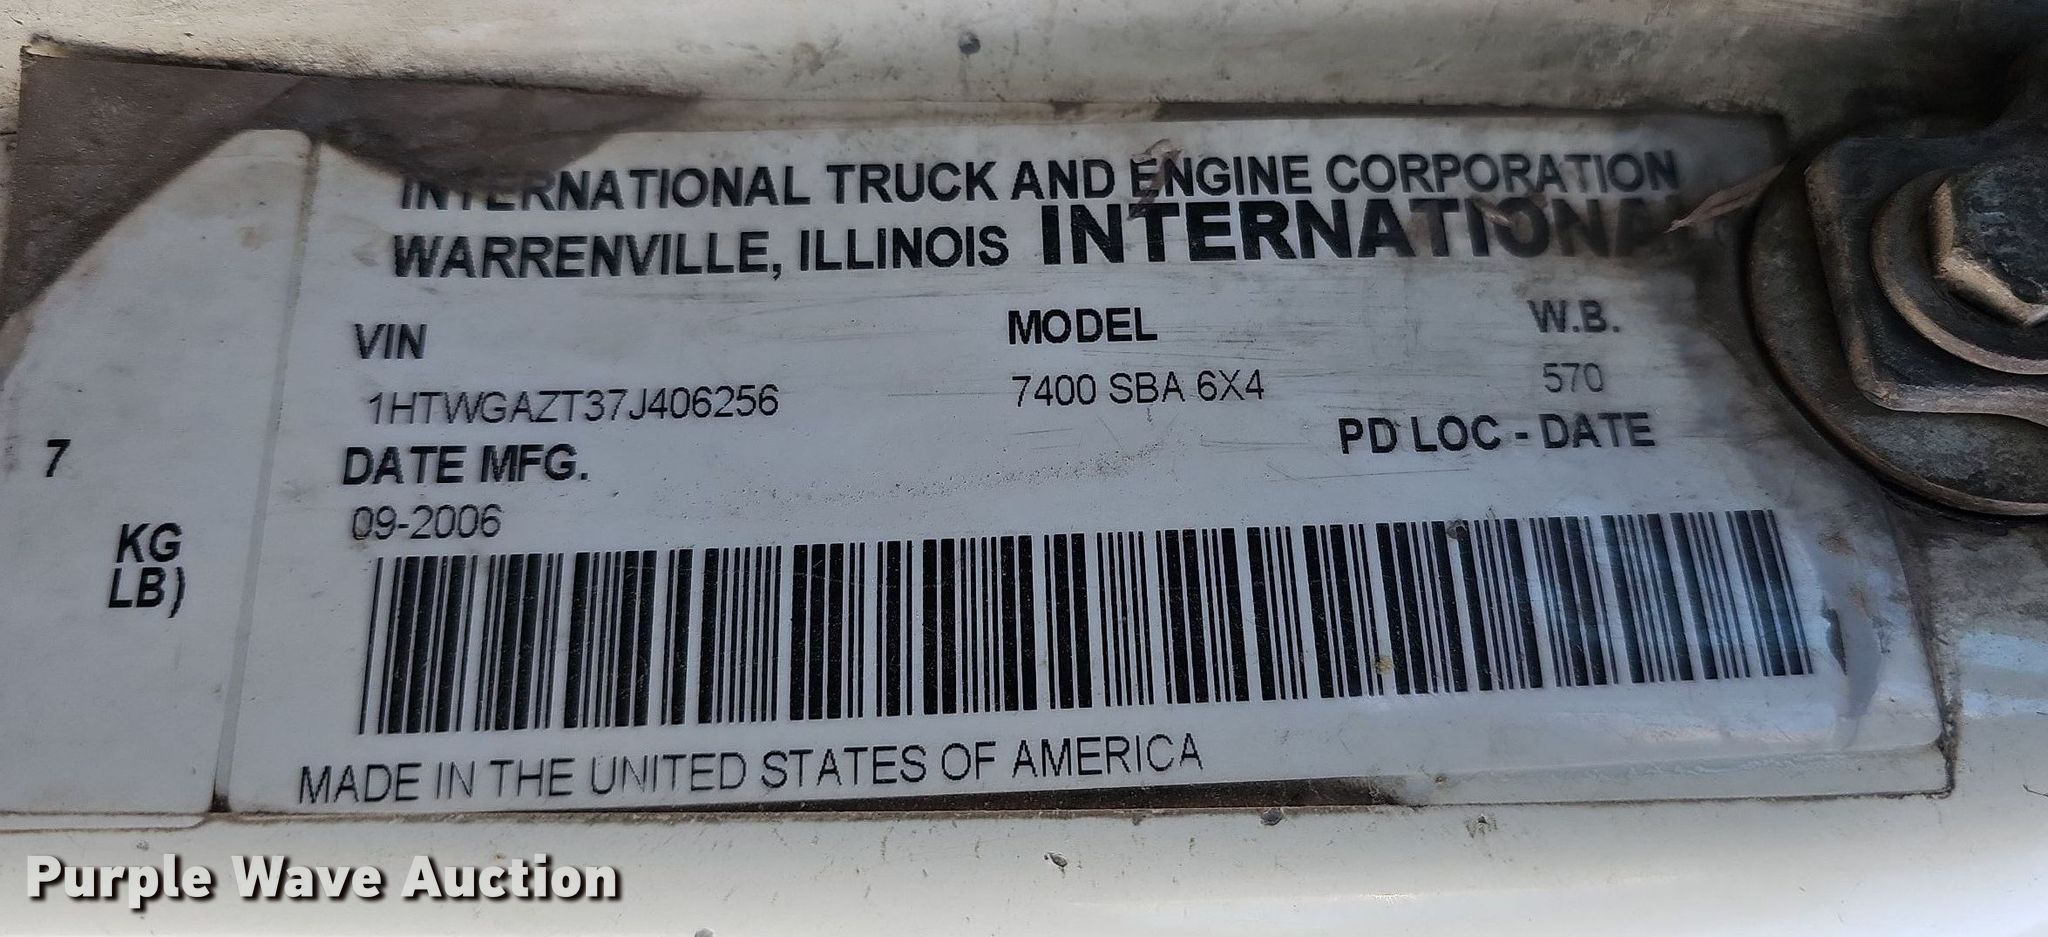 INTERNATIONAL TRUCK AND ENGINE CORPORATION
WARRENVILLE, ILLINOIS INTERNATIONAL
VIN MODEL W.B.
1HTWGAZT37J406256 7400 SBA 6X4 570
DATE MFG. PD LOC - DATE
7
09-2006
KG
LB)
MADE IN THE UNITED STATES OF AMERICA
Purple Wave Auction